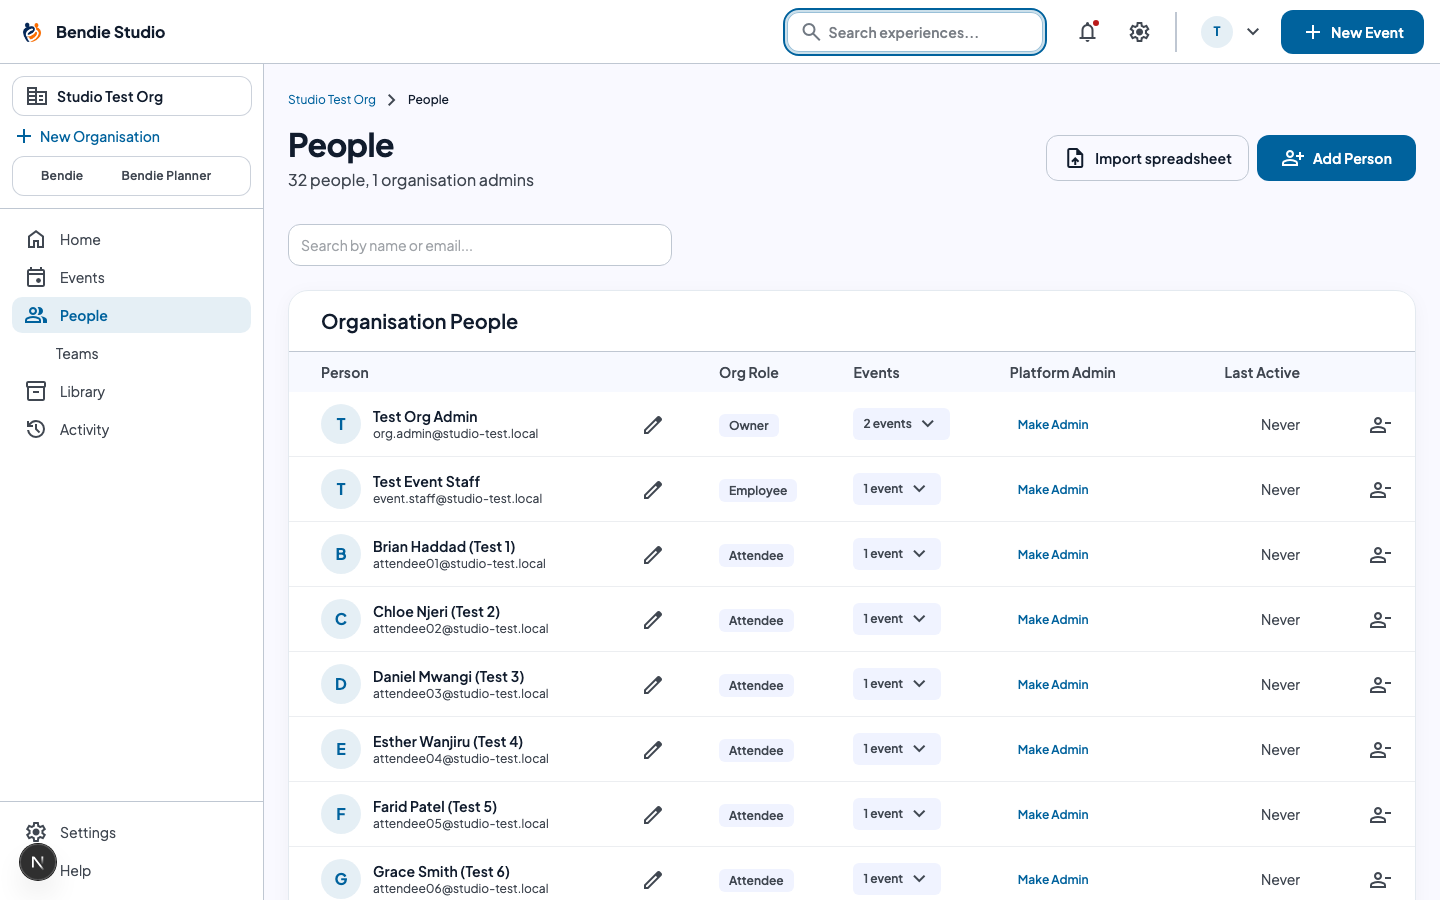 Bendie Studio
Search experiences...
T
New Event
Studio Test Org
New Organisation
Bendie
Bendie Planner
Home
Events
People
Teams
Library
Activity
Settings
N
Help
Studio Test Org
People
People
32 people, 1 organisation admins
Import spreadsheet
Add Person
Search by name or email...
Organisation People
Person Org Role Events Platform Admin Last Active
T Test Org Admin Owner 2 events Make Admin Never
org.admin@studio-test.local
T Test Event Staff Employee 1 event Make Admin Never
event.staff@studio-test.local
B Brian Haddad (Test 1) Attendee 1 event Make Admin Never
attendee01@studio-test.local
C Chloe Njeri (Test 2) Attendee 1 event Make Admin Never
attendee02@studio-test.local
D Daniel Mwangi (Test 3) Attendee 1 event Make Admin Never
attendee03@studio-test.local
E Esther Wanjiru (Test 4) Attendee 1 event Make Admin Never
attendee04@studio-test.local
F Farid Patel (Test 5) Attendee 1 event Make Admin Never
attendee05@studio-test.local
G Grace Smith (Test 6) Attendee 1 event Make Admin Never
attendee06@studio-test.local